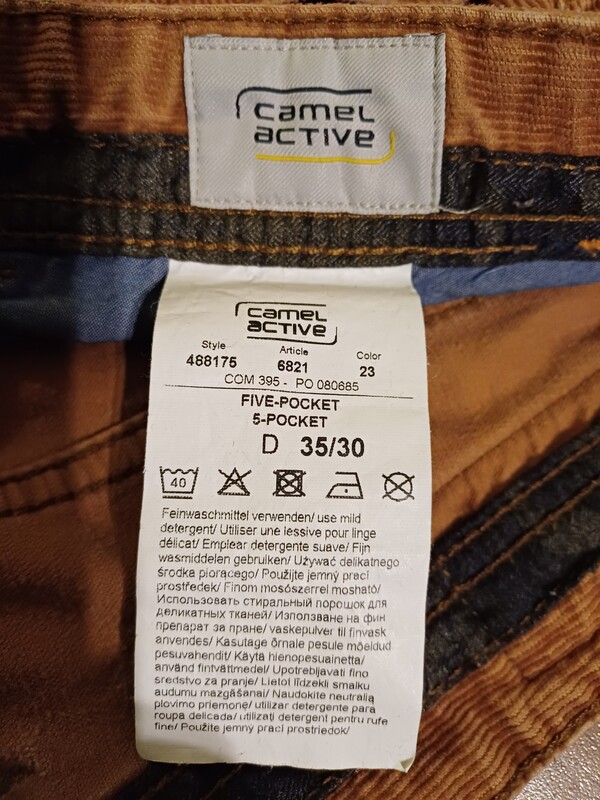 camel
active
camel
active
Style Article Color
488175 6821 23
COM 395 - PO 080685
FIVE-POCKET
5-POCKET
D 35/30
40
Feinwaschmittel verwenden/ use mild
detergent/ Utiliser une lessive pour linge
délicat/ Emplear detergente suave/ Fijn
wasmiddelen gebruiken/ Używać delikatnego
środka piorącego/ Použijte jemný prací
prostředek/ Finom mosószerrel mosható/
Использовать стиральный порошок для
деликатных тканей/ Използване на фин
препарат за пране/ vaskepulver til finvask
anvendes/ Kasutage õrnale pesule mõeldud
pesuvahendit/ Käytä hienopesuainetta/
använd fintvättmedel/ Upotrebljavati fino
sredstvo za pranje/ Lietot līdzekli smalku
audumu mazgāšanai/ Naudokite neutralią
plovimo priemonę/ utilizar detergente para
roupa delicada/ utilizați detergent pentru rufe
fine/ Použite jemný prací prostriedok/